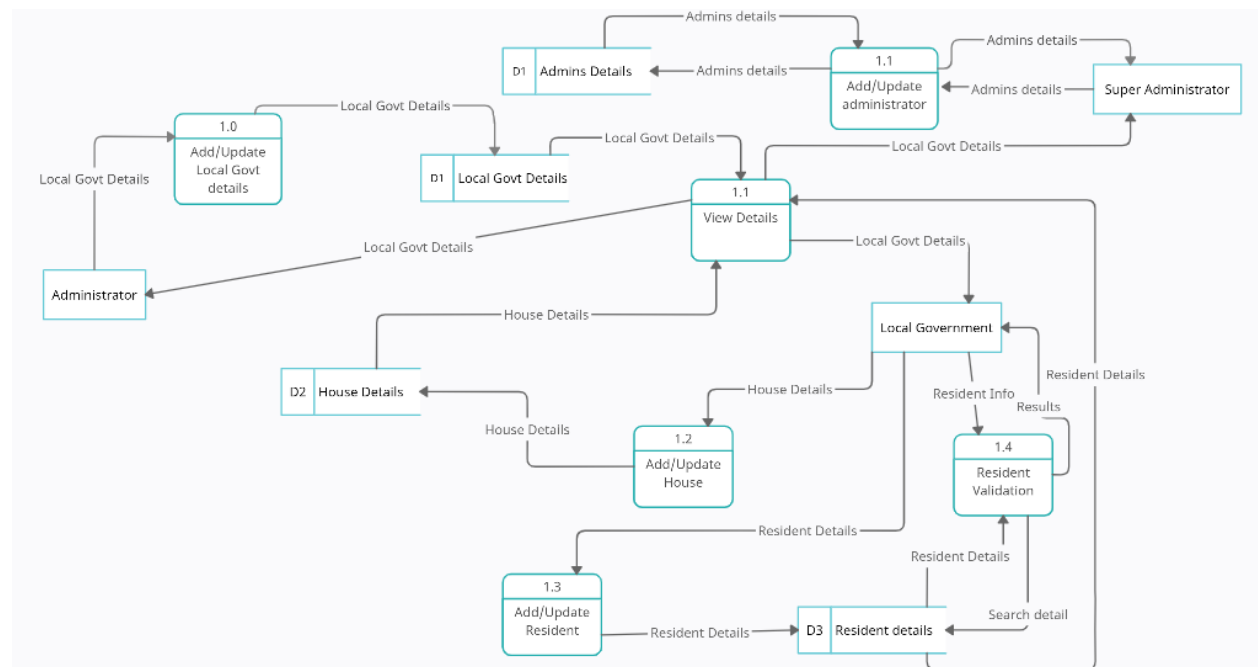 Admins details
D1 Admins Details
Admins details
1.1
Add/Update
administrator
Admins details
Admins details
Super Administrator
Local Govt Details
1.0
Add/Update
Local Govt
details
Local Govt Details
Local Govt Details
D1 Local Govt Details
Local Govt Details
1.1
View Details
Local Govt Details
Local Govt Details
Administrator
House Details
Local Government
D2 House Details
House Details
Resident Details
Resident Info
Results
House Details
1.2
Add/Update
House
1.4
Resident
Validation
Resident Details
Resident Details
1.3
Add/Update
Resident
Resident Details
D3 Resident details
Search detail